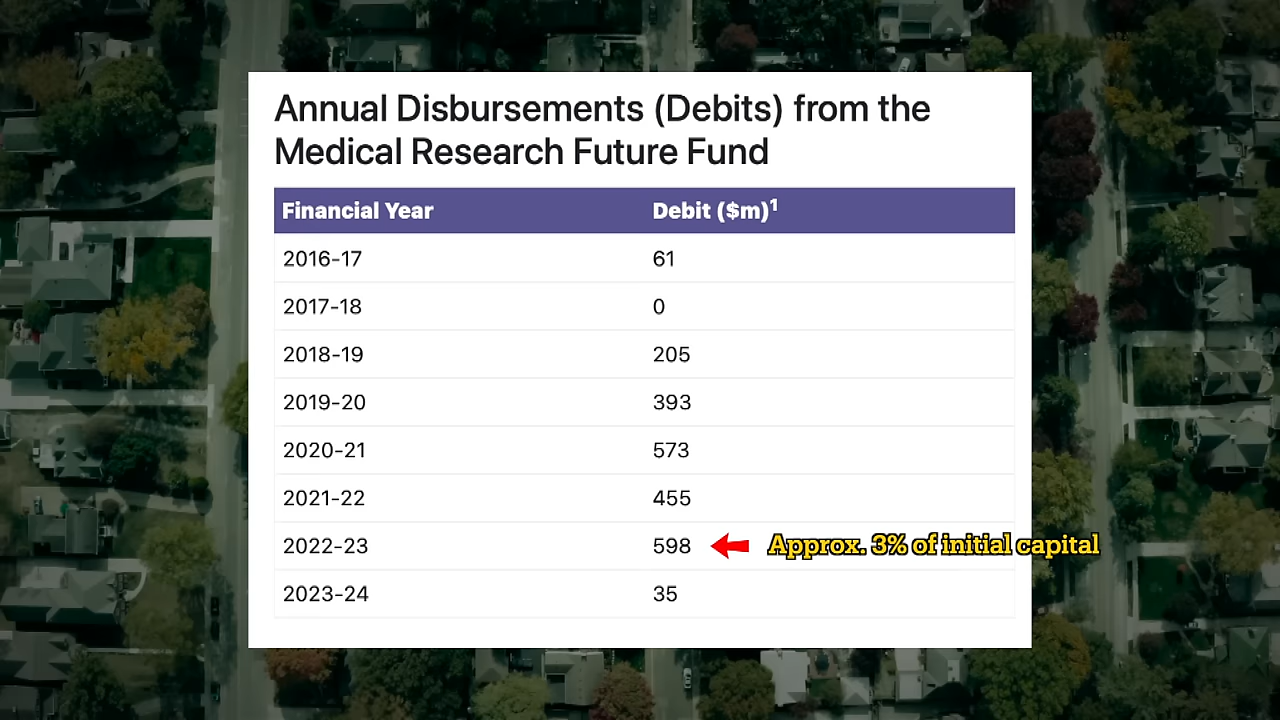 Annual Disbursements (Debits) from the
Medical Research Future Fund
Financial Year Debit ($m)1
2016-17 61
2017-18 0
2018-19 205
2019-20 393
2020-21 573
2021-22 455
2022-23 598 Approx. 3% of initial capital
2023-24 35